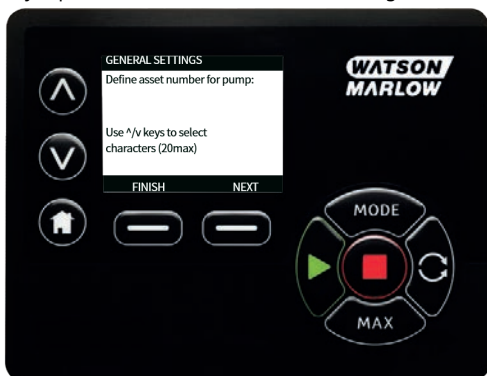 GENERAL SETTINGS
Define asset number for pump:
Use ^/v keys to select
characters (20max)
FINISH NEXT
WATSON
MARLOW
MODE
MAX